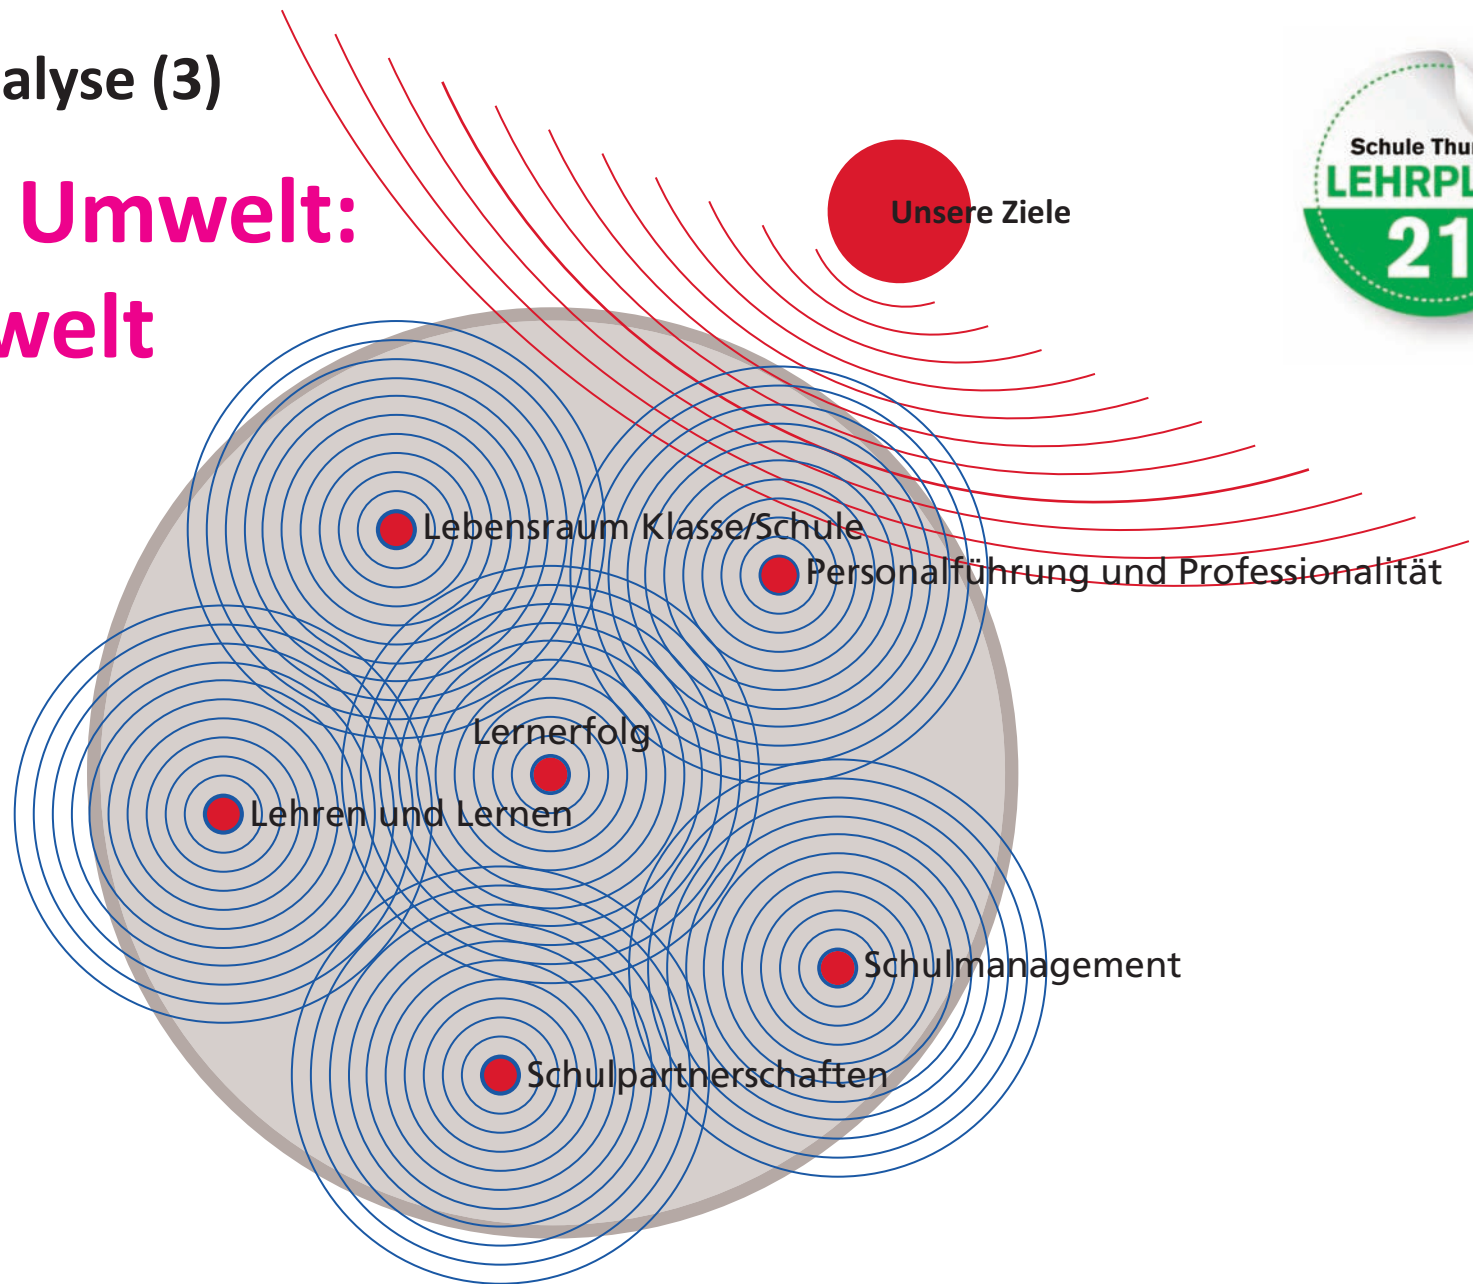 alyse (3)
Umwelt:
welt
Unsere Ziele
Schule Thur
LEHRPL
21
Lebensraum Klasse/Schule
Personalführung und Professionalität
Lernerfolg
Lehren und Lernen
Schulmanagement
Schulpartnerschaften